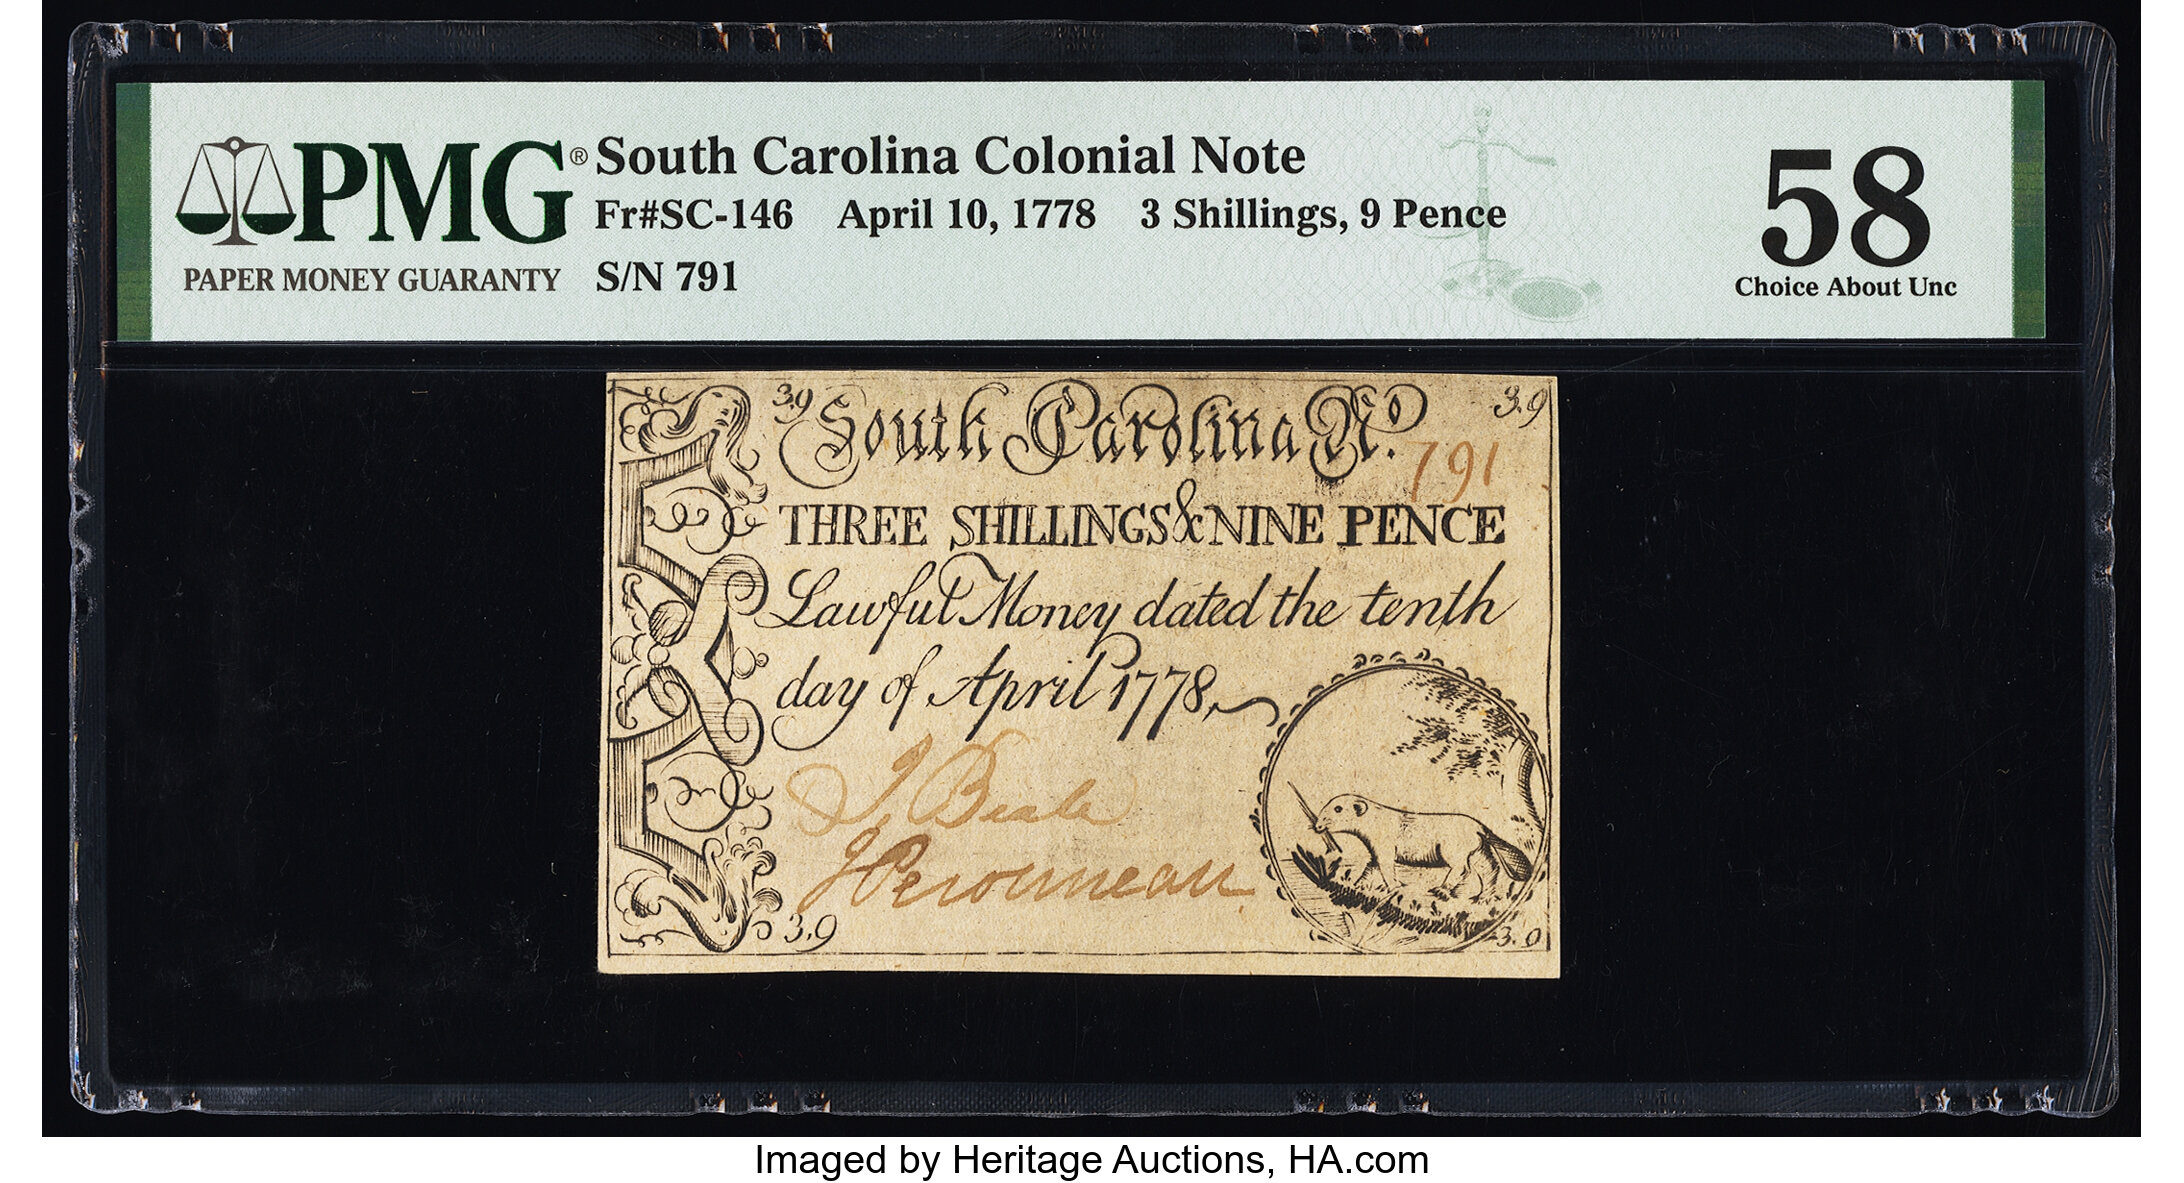 PMG® South Carolina Colonial Note
Fr#SC-146 April 10, 1778 3 Shillings, 9 Pence
PAPER MONEY GUARANTY S/N 791
58
Choice About Unc
3.9 South Carolina No. 3.9
791
THREE SHILLINGS & NINE PENCE
Lawful Money dated the tenth
day of April 1778,
J Beale
J Peronneau
3.9 3.9
Imaged by Heritage Auctions, HA.com